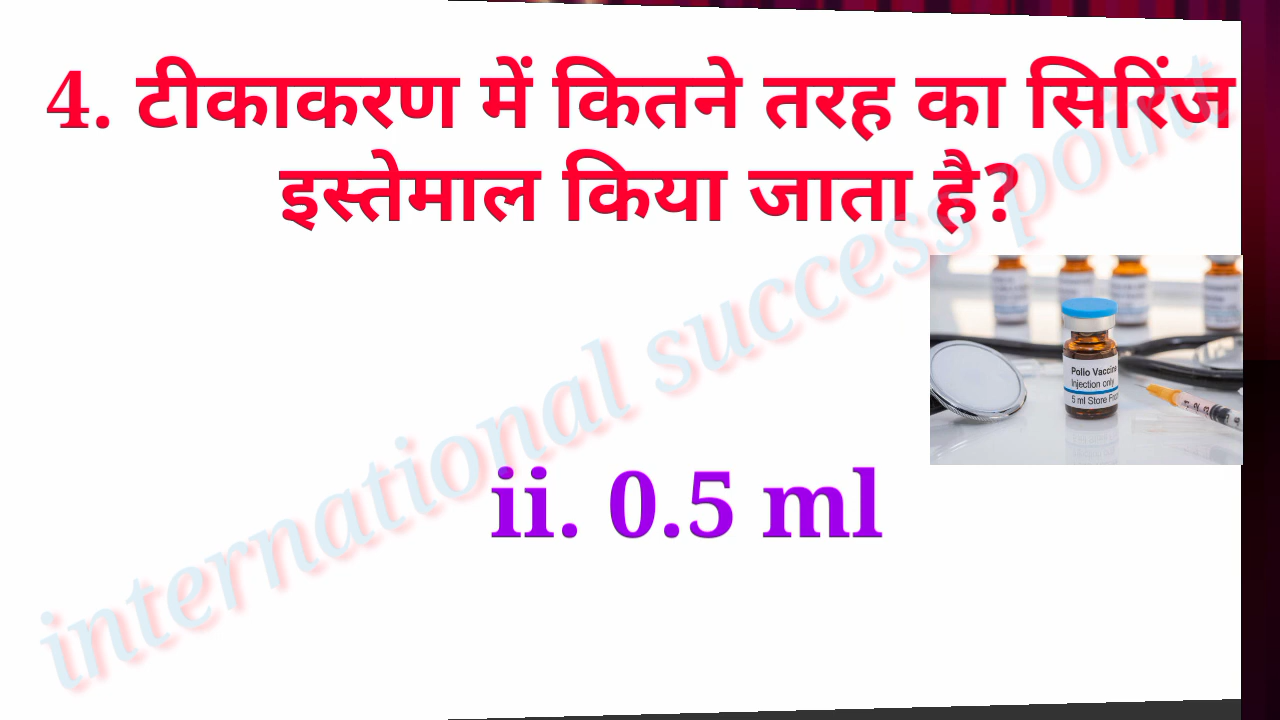 4. टीकाकरण में कितने तरह का सिरिंज
इस्तेमाल किया जाता है?
international success point
Polio Vaccine
Injection only
5 ml Store Fro
ii. 0.5 ml